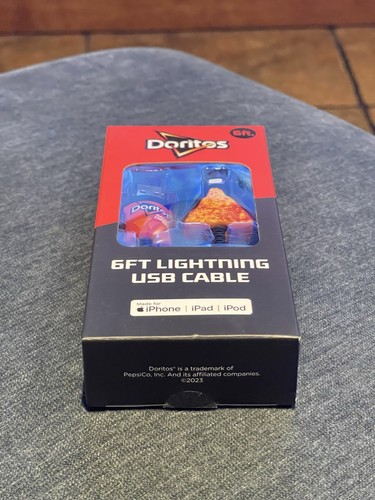 Doritos
6ft.
Doritos
6FT LIGHTNING
USB CABLE
Made for
iPhone | iPad | iPod
Doritos® is a trademark of
PepsiCo, Inc. And its affiliated companies.
©2023